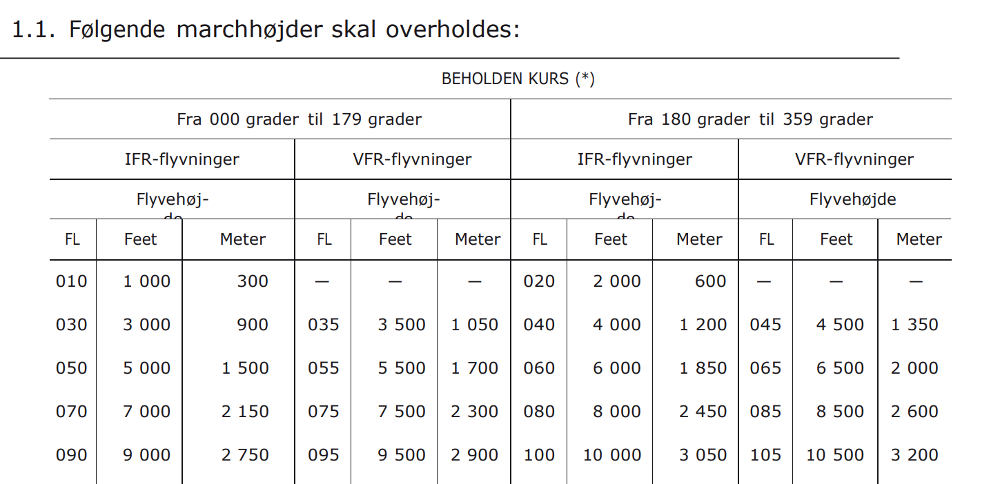 1.1. Følgende marchhøjder skal overholdes:
BEHOLDEN KURS (*)
Fra 000 grader til 179 grader Fra 180 grader til 359 grader
IFR-flyvninger VFR-flyvninger IFR-flyvninger VFR-flyvninger
Flyvehøj- Flyvehøj- Flyvehøj- Flyvehøjde
de de de
FL Feet Meter FL Feet Meter FL Feet Meter FL Feet Meter
010 1 000 300 — — — 020 2 000 600 — — —
030 3 000 900 035 3 500 1 050 040 4 000 1 200 045 4 500 1 350
050 5 000 1 500 055 5 500 1 700 060 6 000 1 850 065 6 500 2 000
070 7 000 2 150 075 7 500 2 300 080 8 000 2 450 085 8 500 2 600
090 9 000 2 750 095 9 500 2 900 100 10 000 3 050 105 10 500 3 200